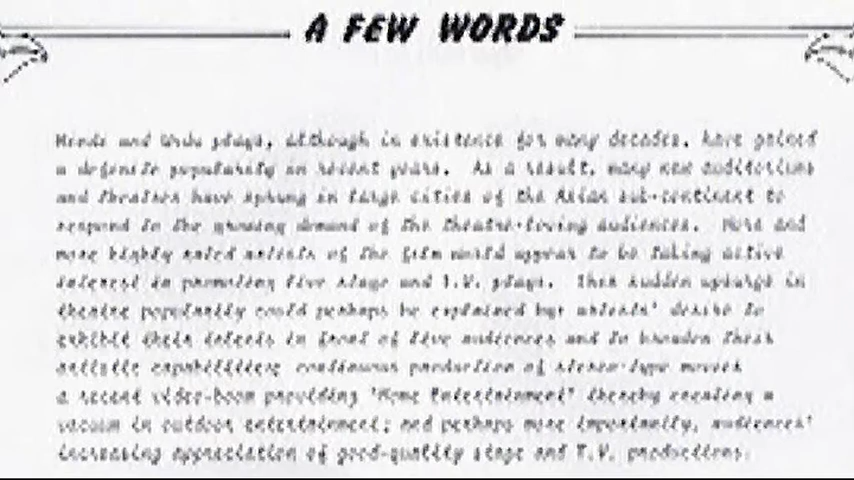 A FEW WORDS
Hindi and Urdu plays, although in existence for many decades, have gained
a definite popularity in recent years. As a result, many new auditoriums
and theatres have sprung in large cities of the Asian sub-continent to
respond to the growing demand of the theatre-loving audiences. More and
more highly rated artists of the film world appear to be taking active
interest in promoting live stage and T.V. plays. This sudden upsurge in
theatre popularity could perhaps be explained by: artists' desire to
exhibit their talents in front of live audiences and to broaden their
artistic capabilities; continuous production of stereo-type movies
a recent video-boom providing 'Home Entertainment' thereby creating a
vacuum in outdoor entertainment; and perhaps more importantly, audiences'
increasing appreciation of good-quality stage and T.V. productions.